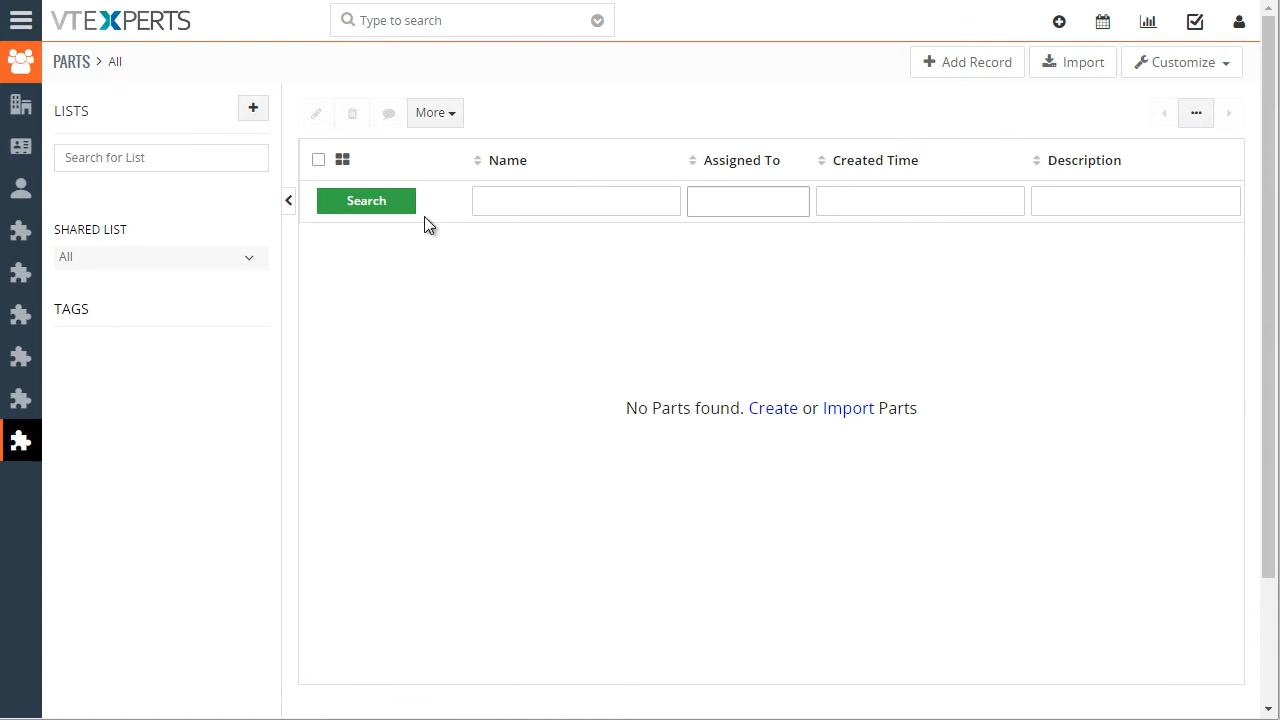 VTEXPERTS
Type to search
PARTS > All
Add Record
Import
Customize
LISTS
More
Search for List
Name
Assigned To
Created Time
Description
Search
SHARED LIST
All
TAGS
No Parts found. Create or Import Parts